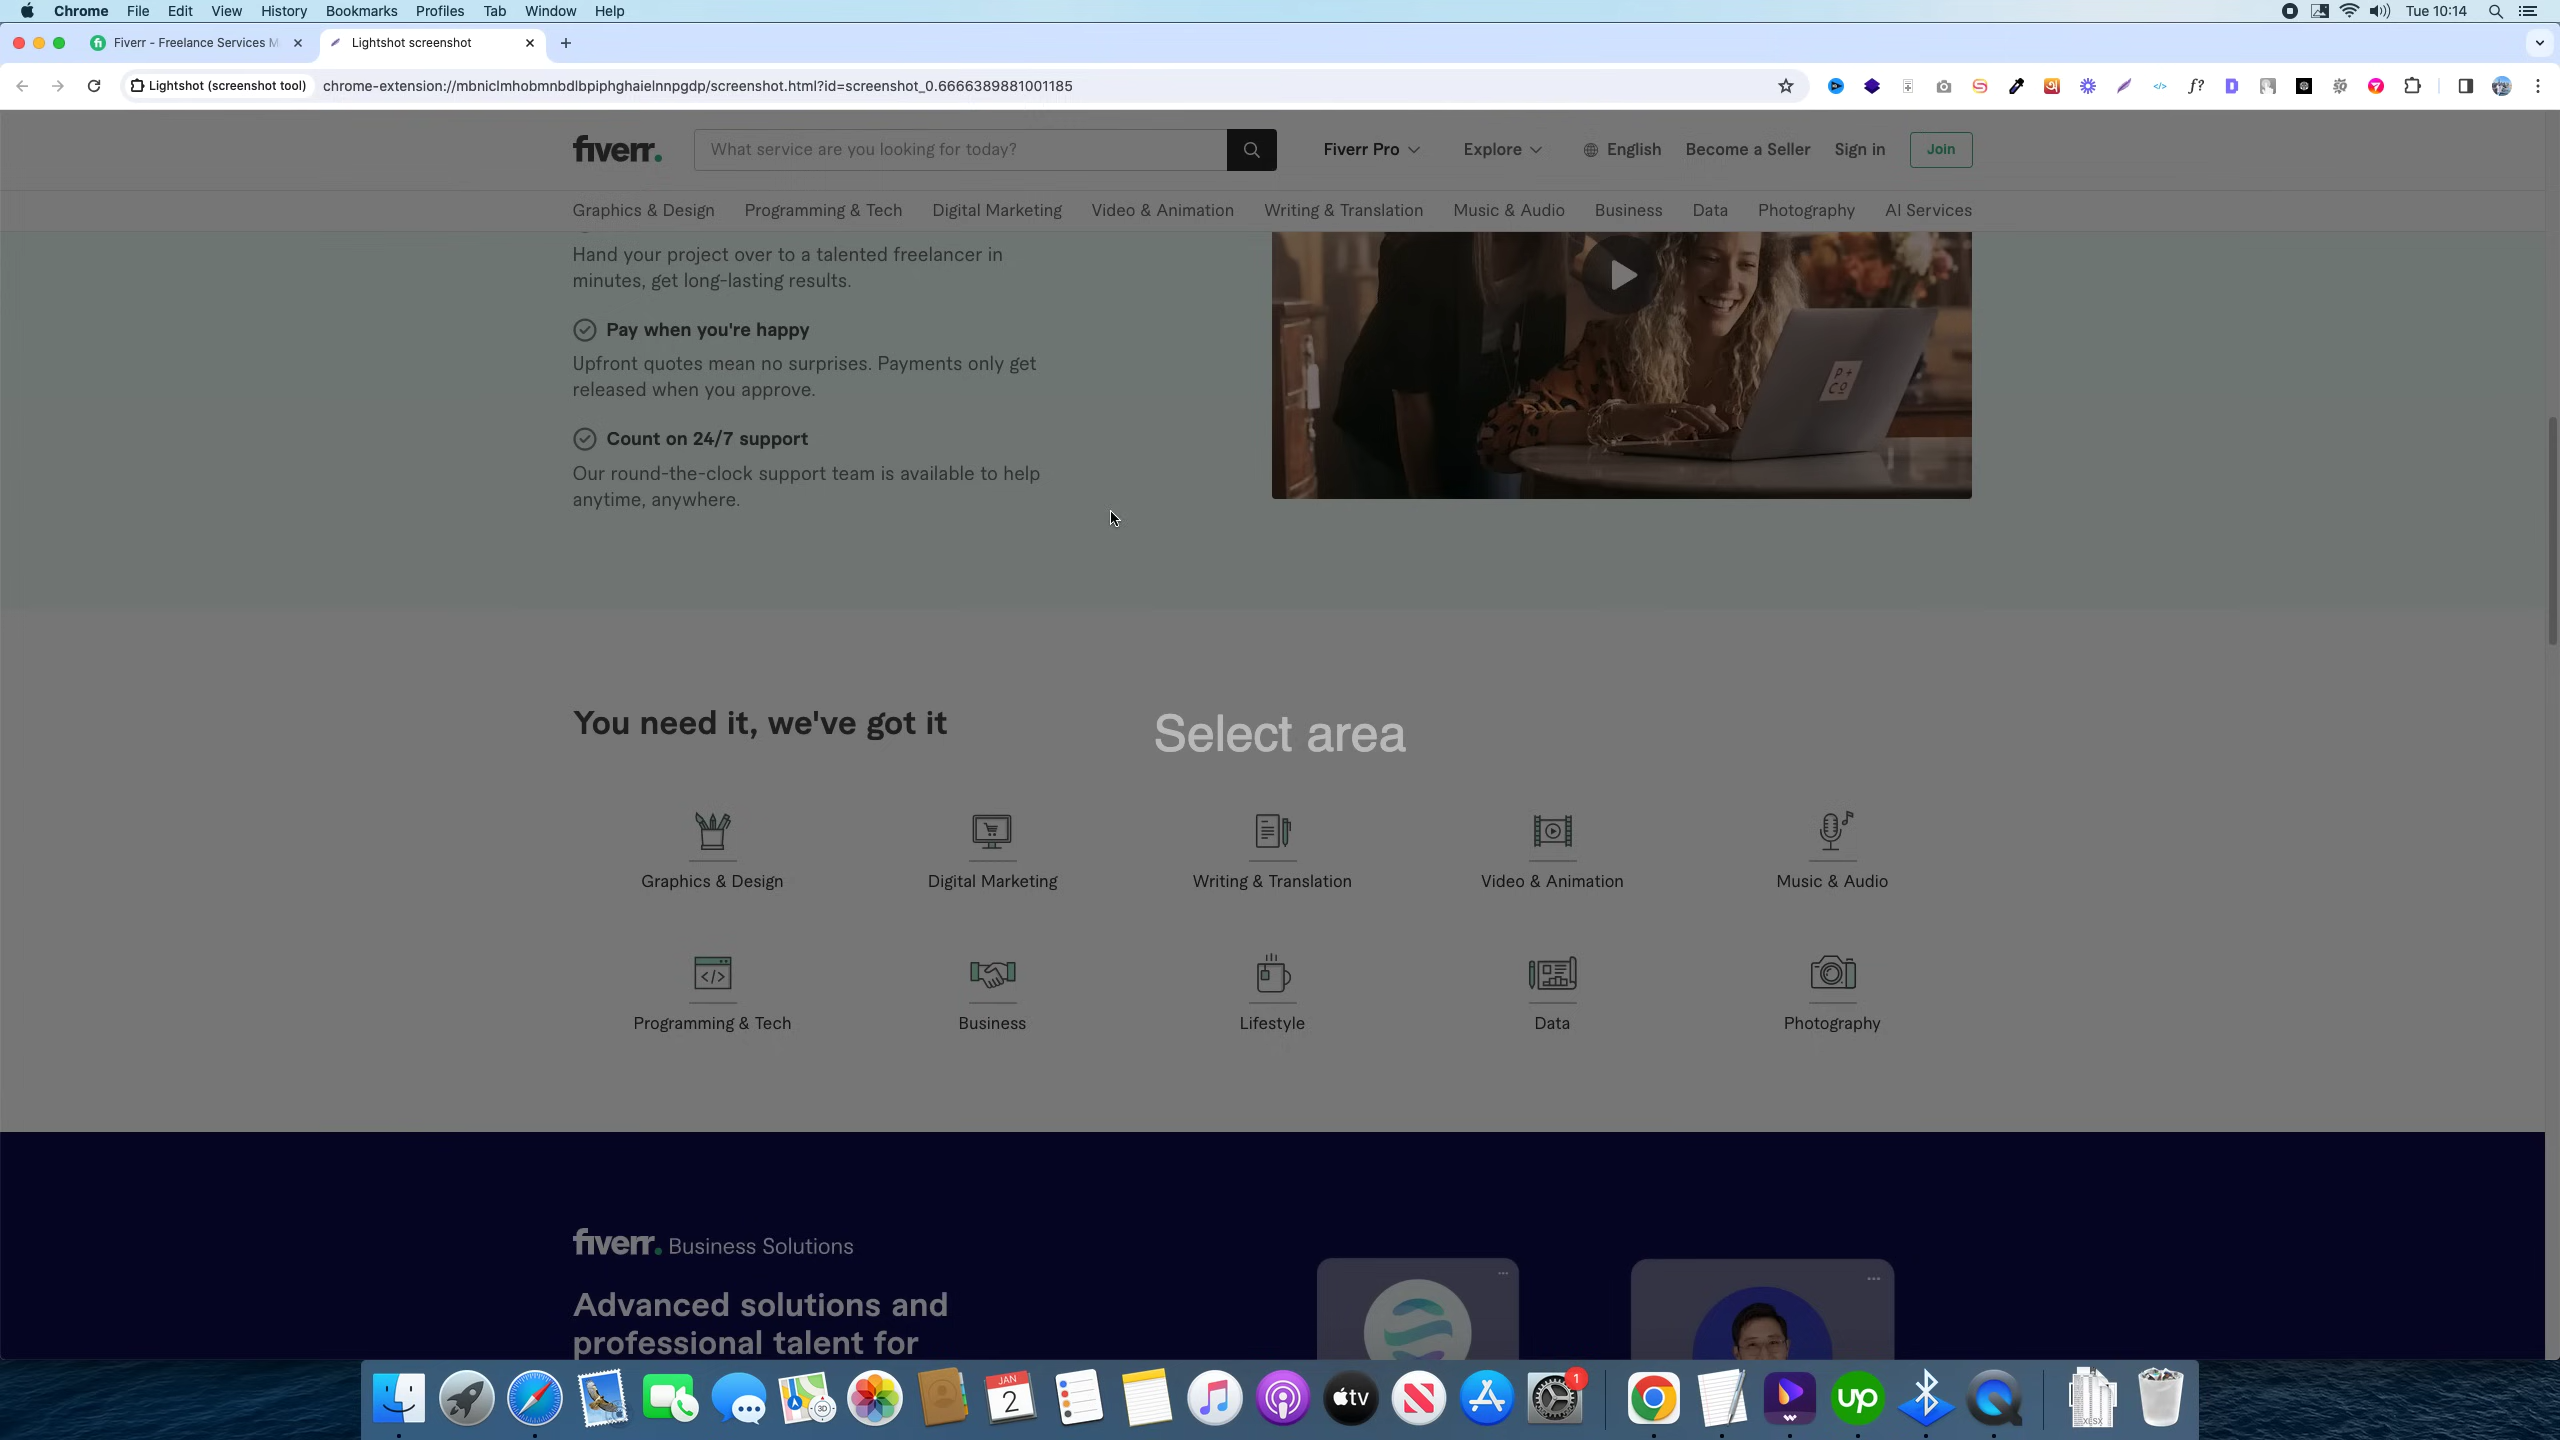 Chrome File Edit View History Bookmarks Profiles Tab Window Help
Tue 10:14
Fiverr - Freelance Services M
Lightshot screenshot
Lightshot (screenshot tool)
chrome-extension://mbniclmhobmnbdlbpiphghaielnnpgdp/screenshot.html?id=screenshot_0.6666389881001185
fiverr.
What service are you looking for today?
Fiverr Pro
Explore
English
Become a Seller
Sign in
Join
Graphics & Design Programming & Tech Digital Marketing Video & Animation Writing & Translation Music & Audio Business Data Photography AI Services
Hand your project over to a talented freelancer in
minutes, get long-lasting results.
Pay when you're happy
Upfront quotes mean no surprises. Payments only get
released when you approve.
Count on 24/7 support
Our round-the-clock support team is available to help
anytime, anywhere.
P+
CO
You need it, we've got it
Select area
Graphics & Design
Digital Marketing
Writing & Translation
Video & Animation
Music & Audio
Programming & Tech
Business
Lifestyle
Data
Photography
fiverr. Business Solutions
Advanced solutions and
professional talent for
JAN
2
3D
tv
1
up
XLSX